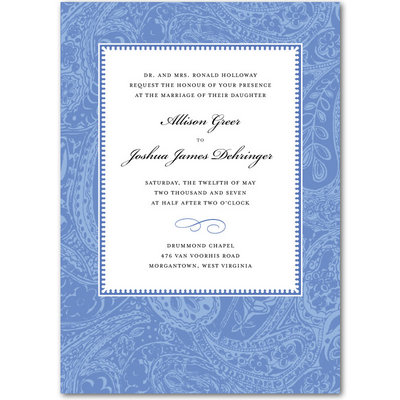 DR. AND MRS. RONALD HOLLOWAY
REQUEST THE HONOUR OF YOUR PRESENCE
AT THE MARRIAGE OF THEIR DAUGHTER
Allison Greer
TO
Joshua James Dehringer
SATURDAY, THE TWELFTH OF MAY
TWO THOUSAND AND SEVEN
AT HALF AFTER TWO O'CLOCK
DRUMMOND CHAPEL
476 VAN VOORHIS ROAD
MORGANTOWN, WEST VIRGINIA